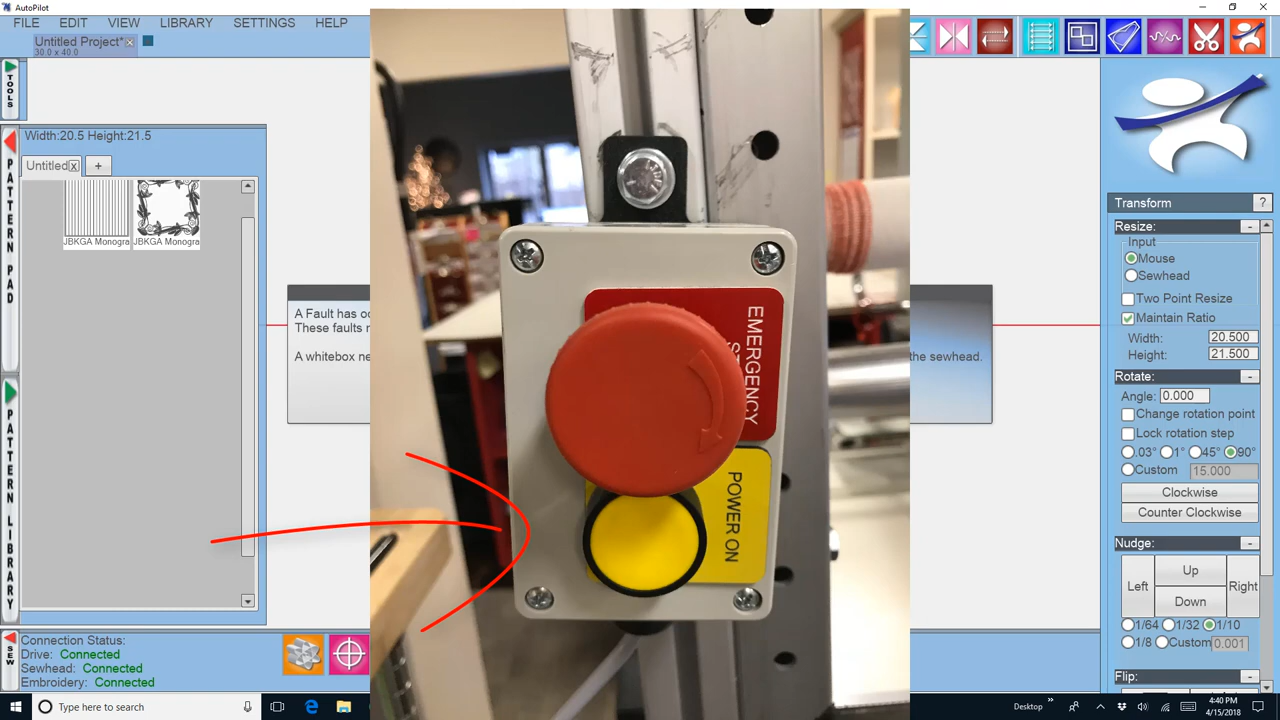 AutoPilot
FILE EDIT VIEW LIBRARY SETTINGS HELP
Untitled Project*
30.0 x 40.0
TOOLS
Width:20.5 Height:21.5
PATTERN PAD
Untitled x +
JBKGA Monogra JBKGA Monogra
PATTERN LIBRARY
A Fault has
These faults
A whitebox
the sewhead.
EMERGENCY
POWER ON
Transform ?
Resize:
Input
Mouse
Sewhead
Two Point Resize
Maintain Ratio
Width: 20.500
Height: 21.500
Rotate:
Angle: 0.000
Change rotation point
Lock rotation step
.03° 1° 45° 90°
Custom 15.000
Clockwise
Counter Clockwise
Nudge:
Left Up Right
Down
1/64 1/32 1/10
1/8 Custom 0.001
Flip:
SEW
Connection Status:
Drive: Connected
Sewhead: Connected
Embroidery: Connected
Type here to search
Desktop
4:40 PM
4/15/2018